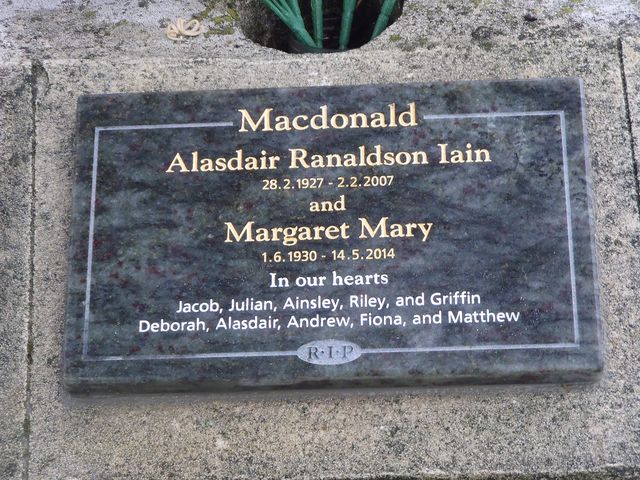 Macdonald
Alasdair Ranaldson Iain
28.2.1927 - 2.2.2007
and
Margaret Mary
1.6.1930 - 14.5.2014
In our hearts
Jacob, Julian, Ainsley, Riley, and Griffin
Deborah, Alasdair, Andrew, Fiona, and Matthew
R·I·P